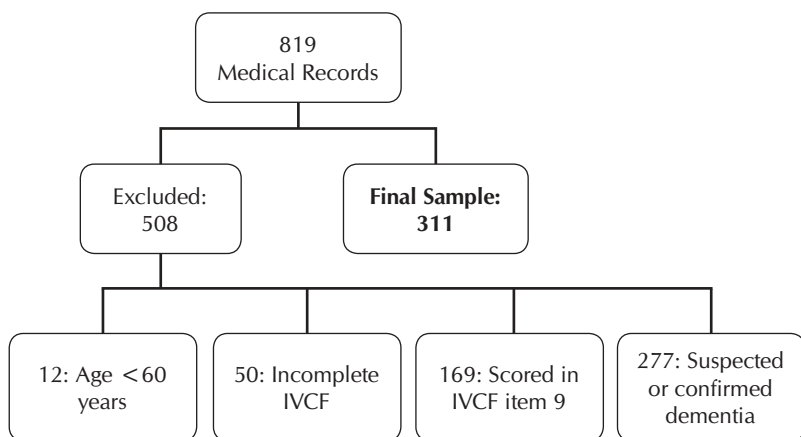 819
Medical Records
Excluded:
508
Final Sample:
311
12: Age <60
years
50: Incomplete
IVCF
169: Scored in
IVCF item 9
277: Suspected
or confirmed
dementia